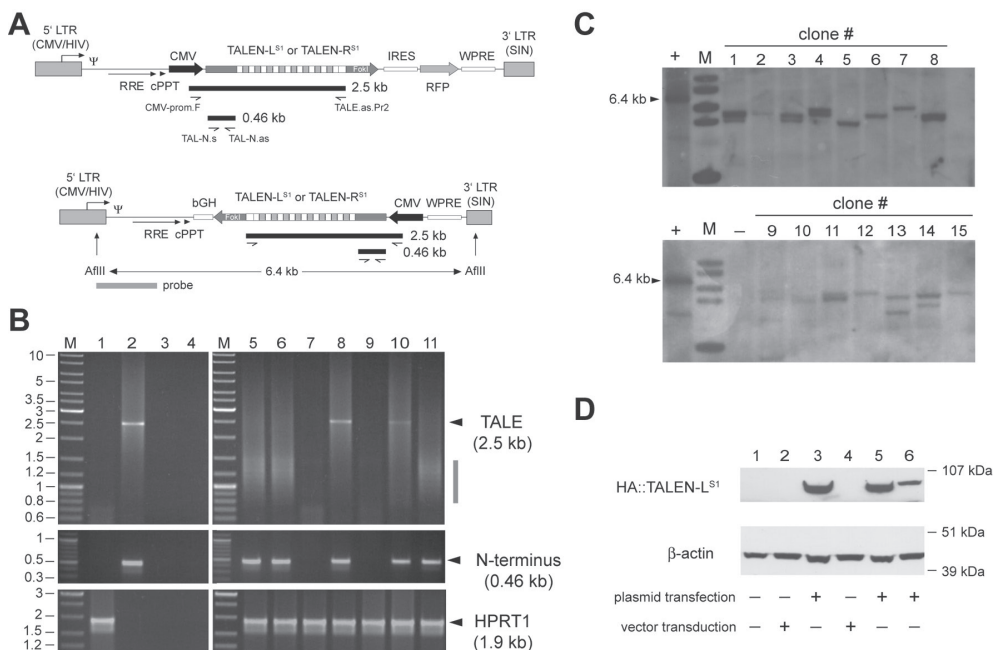 A
5' LTR
(CMV/HIV)
Ψ
RRE cPPT
CMV
TALEN-L^S1 or TALEN-R^S1
FokI
IRES
RFP
WPRE
3' LTR
(SIN)
2.5 kb
CMV-prom.F
TALE.as.Pr2
0.46 kb
TAL-N.s
TAL-N.as
5' LTR
(CMV/HIV)
Ψ
RRE cPPT
bGH
FokI
TALEN-L^S1 or TALEN-R^S1
CMV
WPRE
3' LTR
(SIN)
2.5 kb
0.46 kb
AflII
6.4 kb
AflII
probe
B
M 1 2 3 4 M 5 6 7 8 9 10 11
10
5
3.5
3
2.5
2
1.5
1.2
1
0.8
0.6
TALE
(2.5 kb)
0.5
0.3
N-terminus
(0.46 kb)
3
2
1.5
1.2
HPRT1
(1.9 kb)
C
clone #
+ M 1 2 3 4 5 6 7 8
6.4 kb
clone #
+ M – 9 10 11 12 13 14 15
6.4 kb
D
1 2 3 4 5 6
HA::TALEN-L^S1
107 kDa
β-actin
51 kDa
39 kDa
plasmid transfection – – + – + +
vector transduction – + – + – –